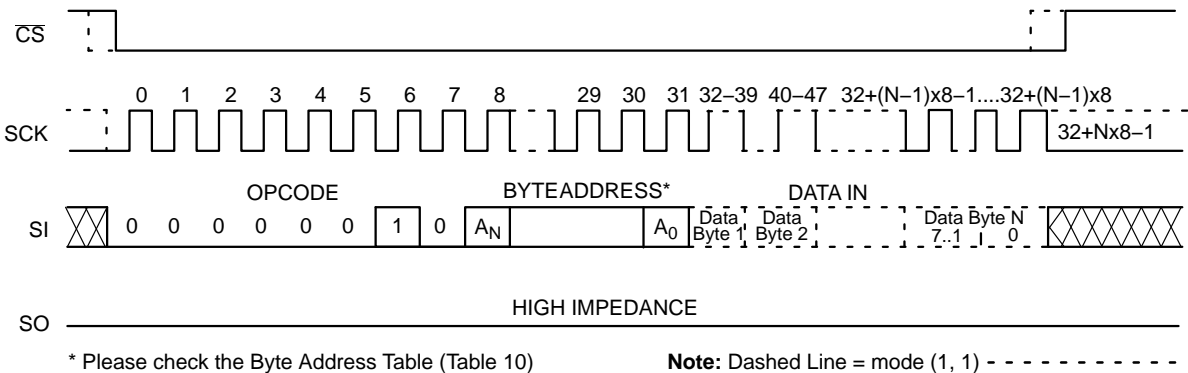 CS
0 1 2 3 4 5 6 7 8 29 30 31 32–39 40–47 32+(N–1)x8–1....32+(N–1)x8
SCK
32+Nx8–1
OPCODE BYTEADDRESS* DATA IN
SI 0 0 0 0 0 0 1 0 AN A0 Data Byte 1 Data Byte 2 Data Byte N 7..1 0
HIGH IMPEDANCE
SO
* Please check the Byte Address Table (Table 10) Note: Dashed Line = mode (1, 1)